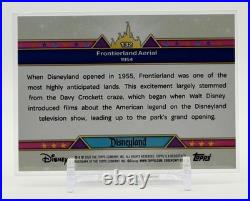 132
Frontierland Aerial
1954
When Disneyland opened in 1955, Frontierland was one of the
most highly anticipated lands. This excitement largely stemmed
from the Davy Crockett craze, which began when Walt Disney
introduced films about the American legend on the Disneyland
television show, leading up to the park's grand opening.
Disneyland
Disney
Topps